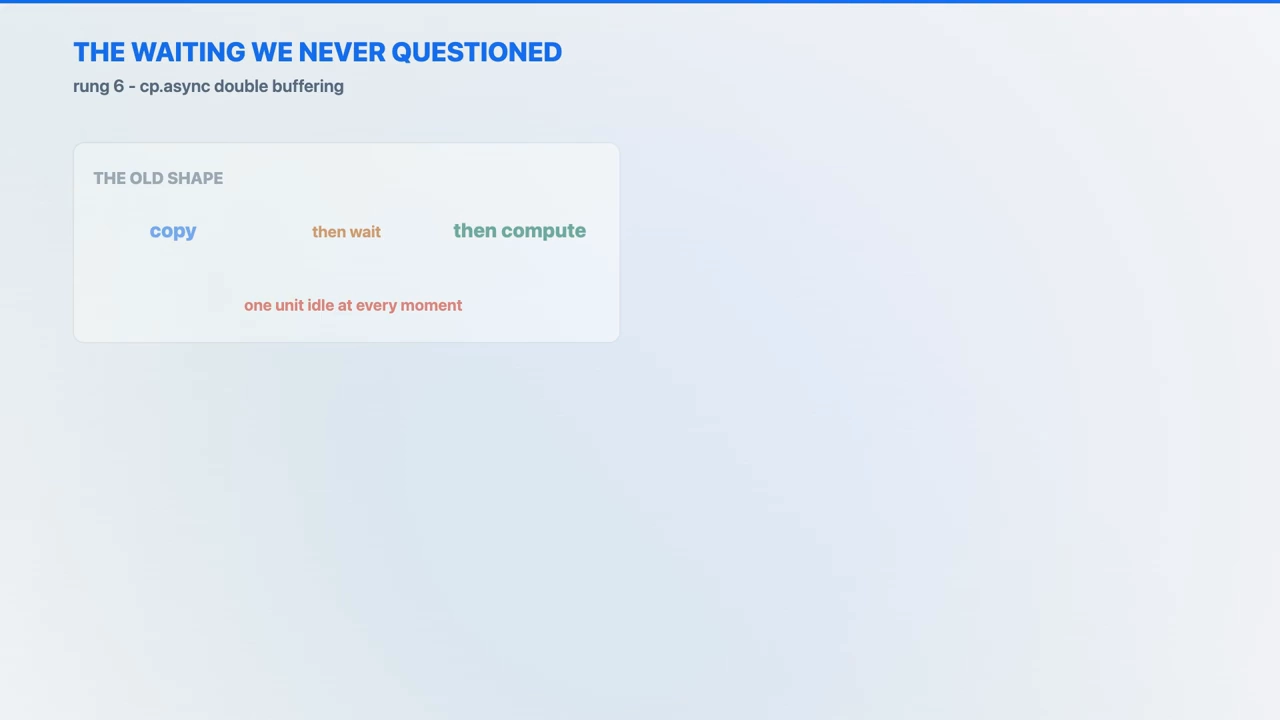 THE WAITING WE NEVER QUESTIONED
rung 6 - cp.async double buffering
THE OLD SHAPE
copy then wait then compute
one unit idle at every moment